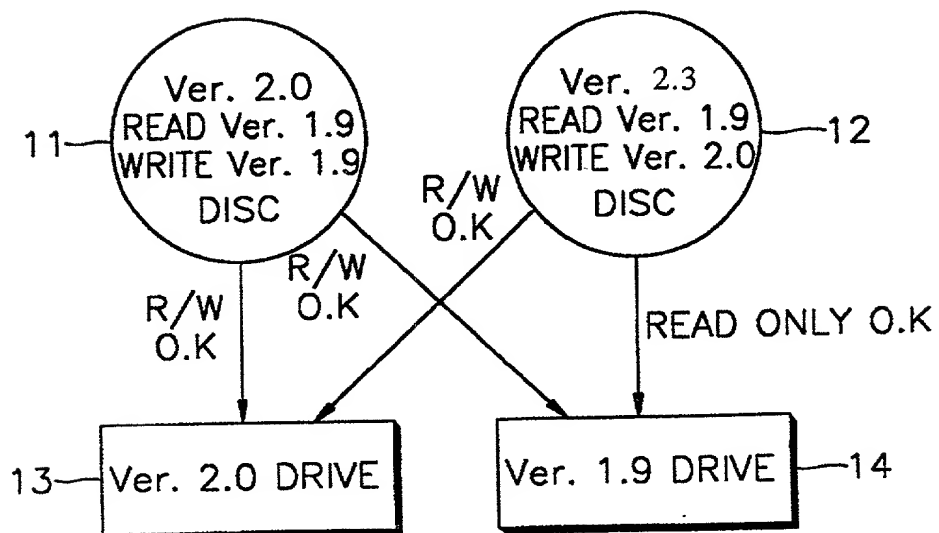 Ver. 2.0
READ Ver. 1.9
WRITE Ver. 1.9
DISC
11
Ver. 2.3
READ Ver. 1.9
WRITE Ver. 2.0
DISC
12
R/W
O.K
R/W
O.K
R/W
O.K
READ ONLY O.K
13
Ver. 2.0 DRIVE
Ver. 1.9 DRIVE
14